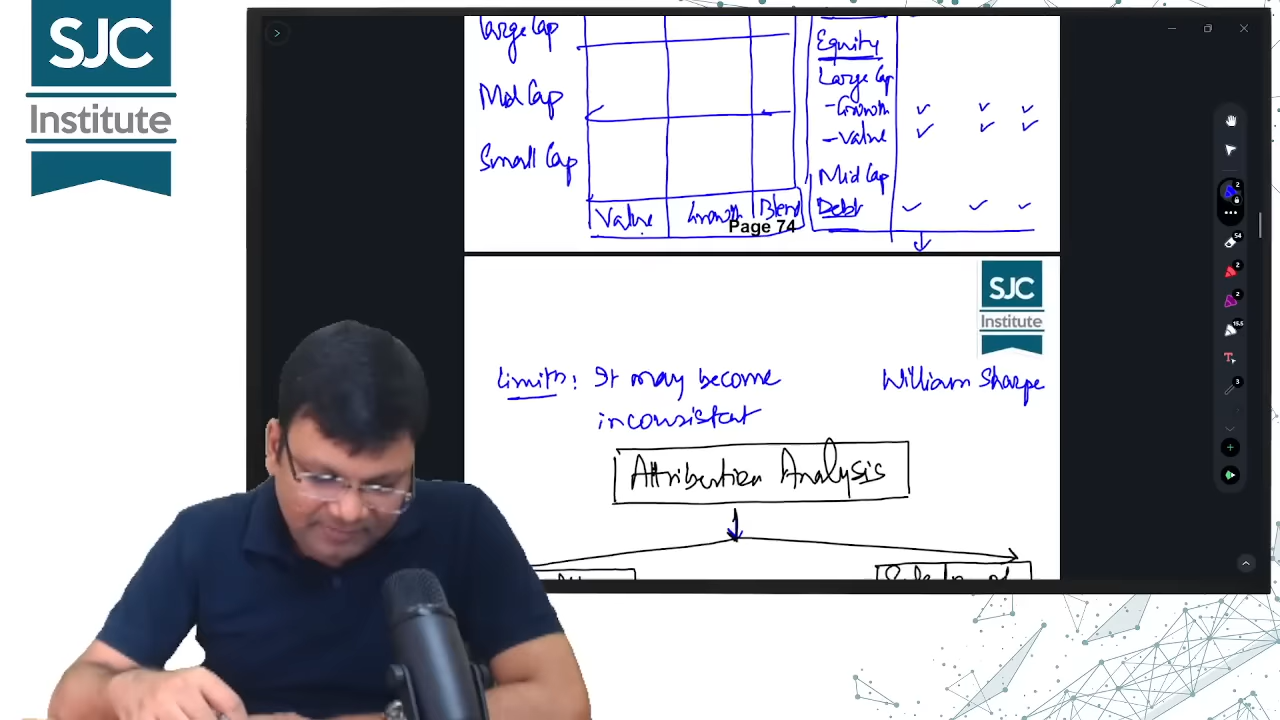 SJC
Institute
Large Cap
Mid Cap
Small Cap
Value Growth Blend
Page 74
Equity
Large Cap
- Growth
- Value
Mid Cap
Debt
SJC
Institute
Limits: It may become
inconsistent
William Sharpe
Attribution Analysis